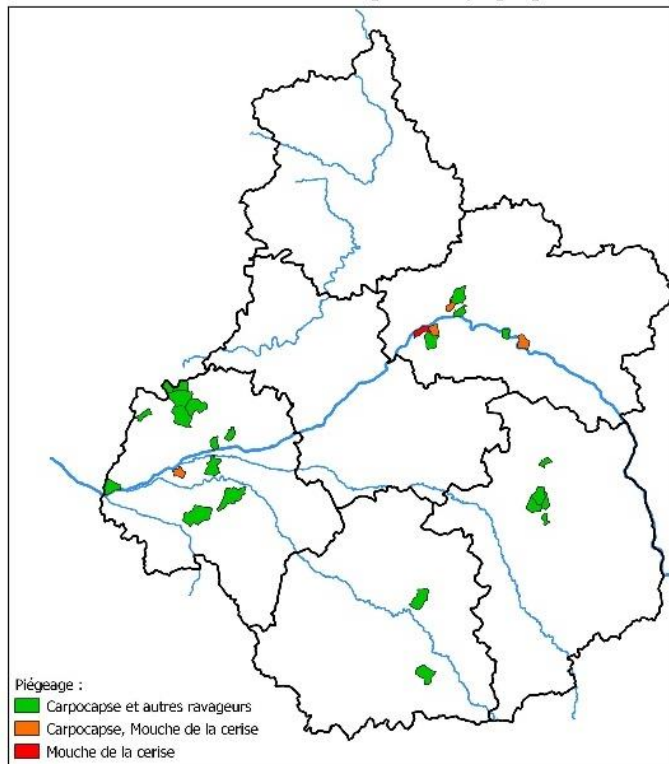 Piégeage :
Carpocapse et autres ravageurs
Carpocapse, Mouche de la cerise
Mouche de la cerise